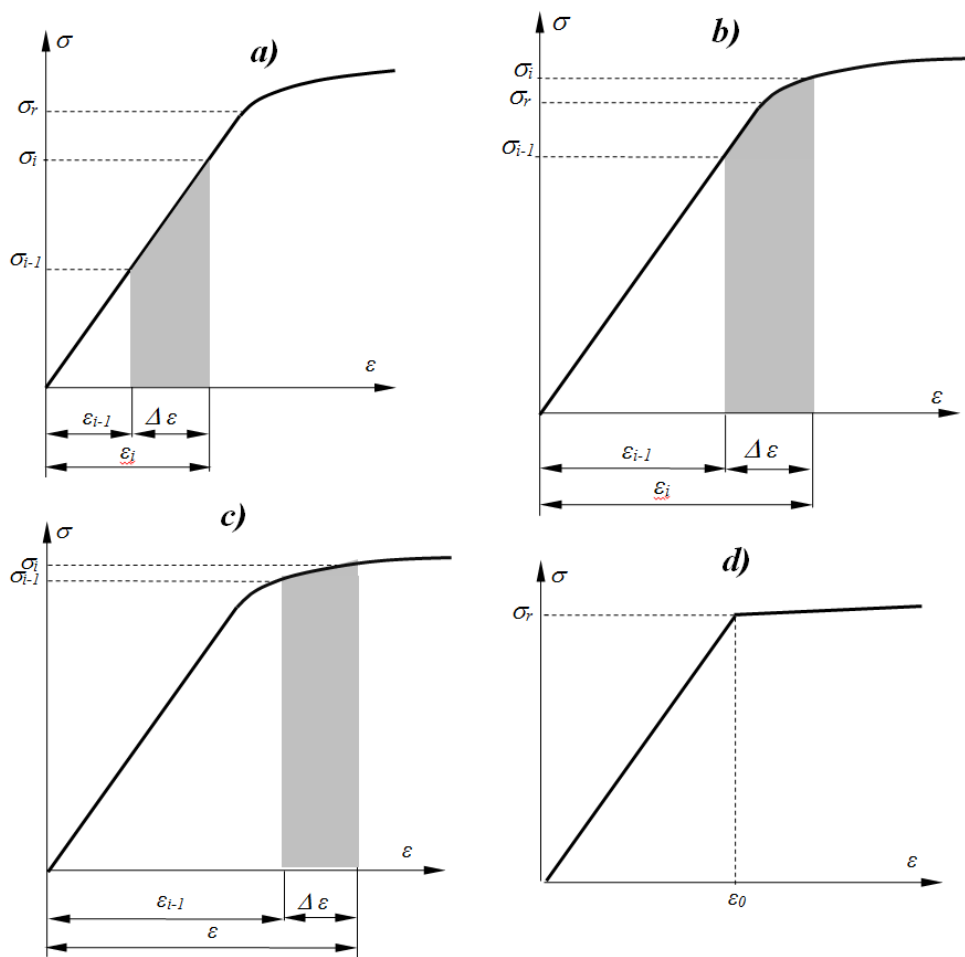 a)
σ
σr
σi
σi-1
ε
εi-1
Δ ε
εi
b)
σ
σi
σr
σi-1
ε
εi-1
Δ ε
εi
c)
σ
σi
σi-1
ε
εi-1
Δ ε
ε
d)
σ
σr
ε
ε0